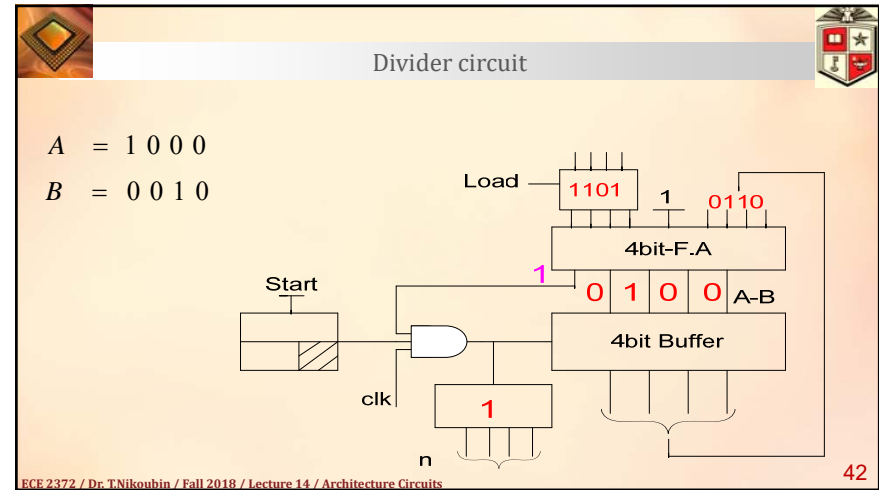 Divider circuit
A = 1 0 0 0
B = 0 0 1 0
Load
1101
1
0110
4bit-F.A
1
0 1 0 0 A-B
Start
4bit Buffer
clk
1
n
ECE 2372 / Dr. T.Nikoubin / Fall 2018 / Lecture 14 / Architecture Circuits
42